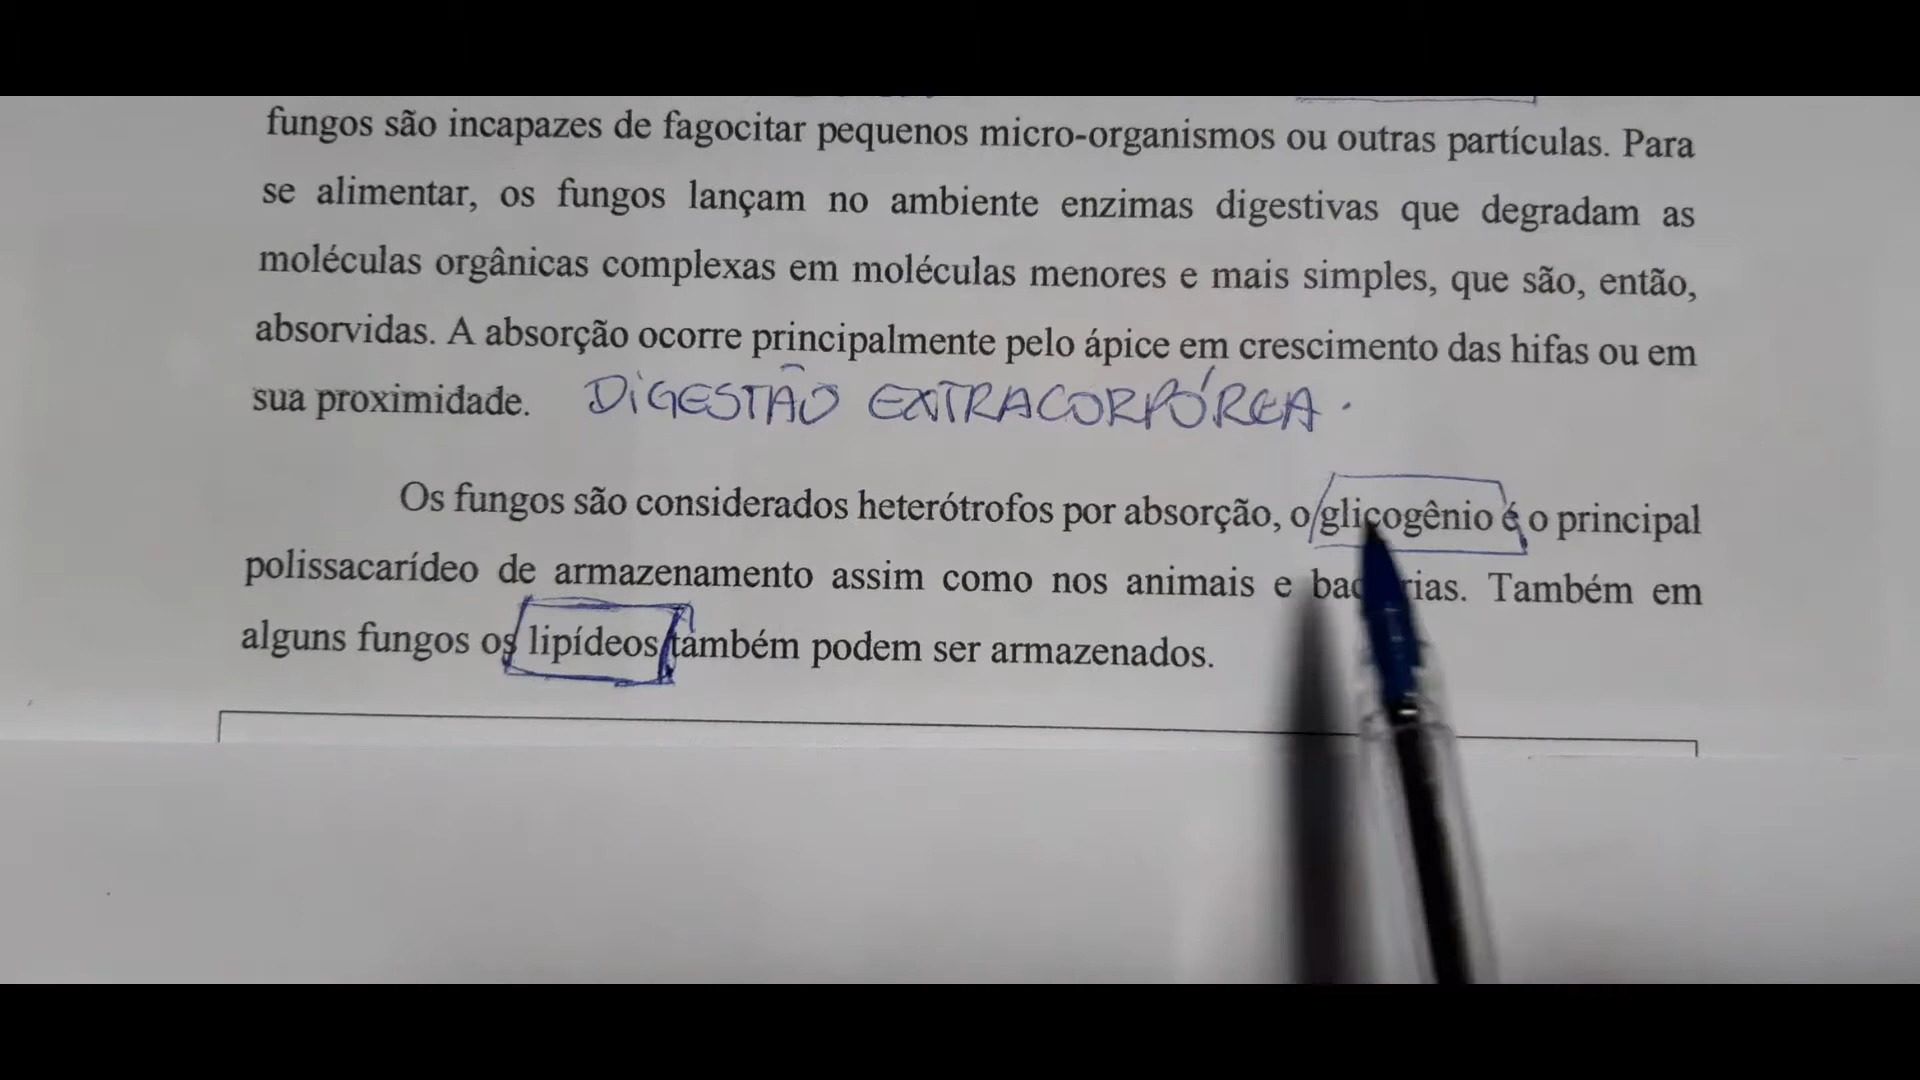 fungos são incapazes de fagocitar pequenos micro-organismos ou outras partículas. Para
se alimentar, os fungos lançam no ambiente enzimas digestivas que degradam as
moléculas orgânicas complexas em moléculas menores e mais simples, que são, então,
absorvidas. A absorção ocorre principalmente pelo ápice em crescimento das hifas ou em
sua proximidade. DIGESTÃO EXTRACORPÓREA.
Os fungos são considerados heterótrofos por absorção, o glicogênio é o principal
polissacarídeo de armazenamento assim como nos animais e Também em
alguns fungos os lipídeos também podem ser armazenados.